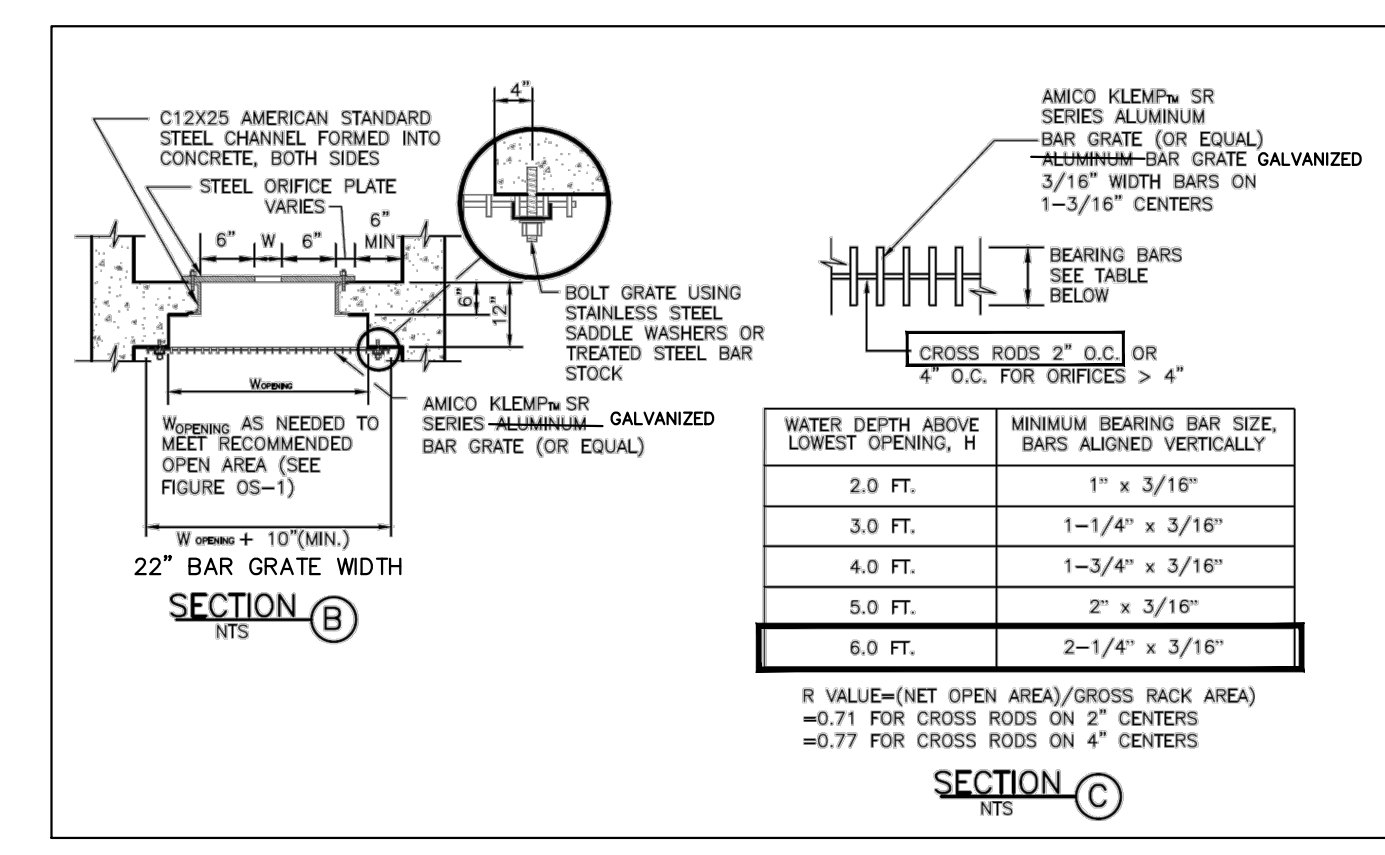 C12X25 AMERICAN STANDARD
STEEL CHANNEL FORMED INTO
CONCRETE, BOTH SIDES
STEEL ORIFICE PLATE
VARIES
6"
W
6"
6"
MIN
4"
6"
12"
BOLT GRATE USING
STAINLESS STEEL
SADDLE WASHERS OR
TREATED STEEL BAR
STOCK
WOPENING
AMICO KLEMP™ SR
SERIES ALUMINUM GALVANIZED
BAR GRATE (OR EQUAL)
WOPENING AS NEEDED TO
MEET RECOMMENDED
OPEN AREA (SEE
FIGURE OS-1)
W OPENING + 10"(MIN.)
22" BAR GRATE WIDTH
SECTION B
NTS
AMICO KLEMP™ SR
SERIES ALUMINUM
BAR GRATE (OR EQUAL)
ALUMINUM BAR GRATE GALVANIZED
3/16" WIDTH BARS ON
1-3/16" CENTERS
BEARING BARS
SEE TABLE
BELOW
CROSS RODS 2" O.C. OR
4" O.C. FOR ORIFICES > 4"
WATER DEPTH ABOVE
LOWEST OPENING, H
MINIMUM BEARING BAR SIZE,
BARS ALIGNED VERTICALLY
2.0 FT. 1" x 3/16"
3.0 FT. 1-1/4" x 3/16"
4.0 FT. 1-3/4" x 3/16"
5.0 FT. 2" x 3/16"
6.0 FT. 2-1/4" x 3/16"
R VALUE=(NET OPEN AREA)/GROSS RACK AREA)
=0.71 FOR CROSS RODS ON 2" CENTERS
=0.77 FOR CROSS RODS ON 4" CENTERS
SECTION C
NTS